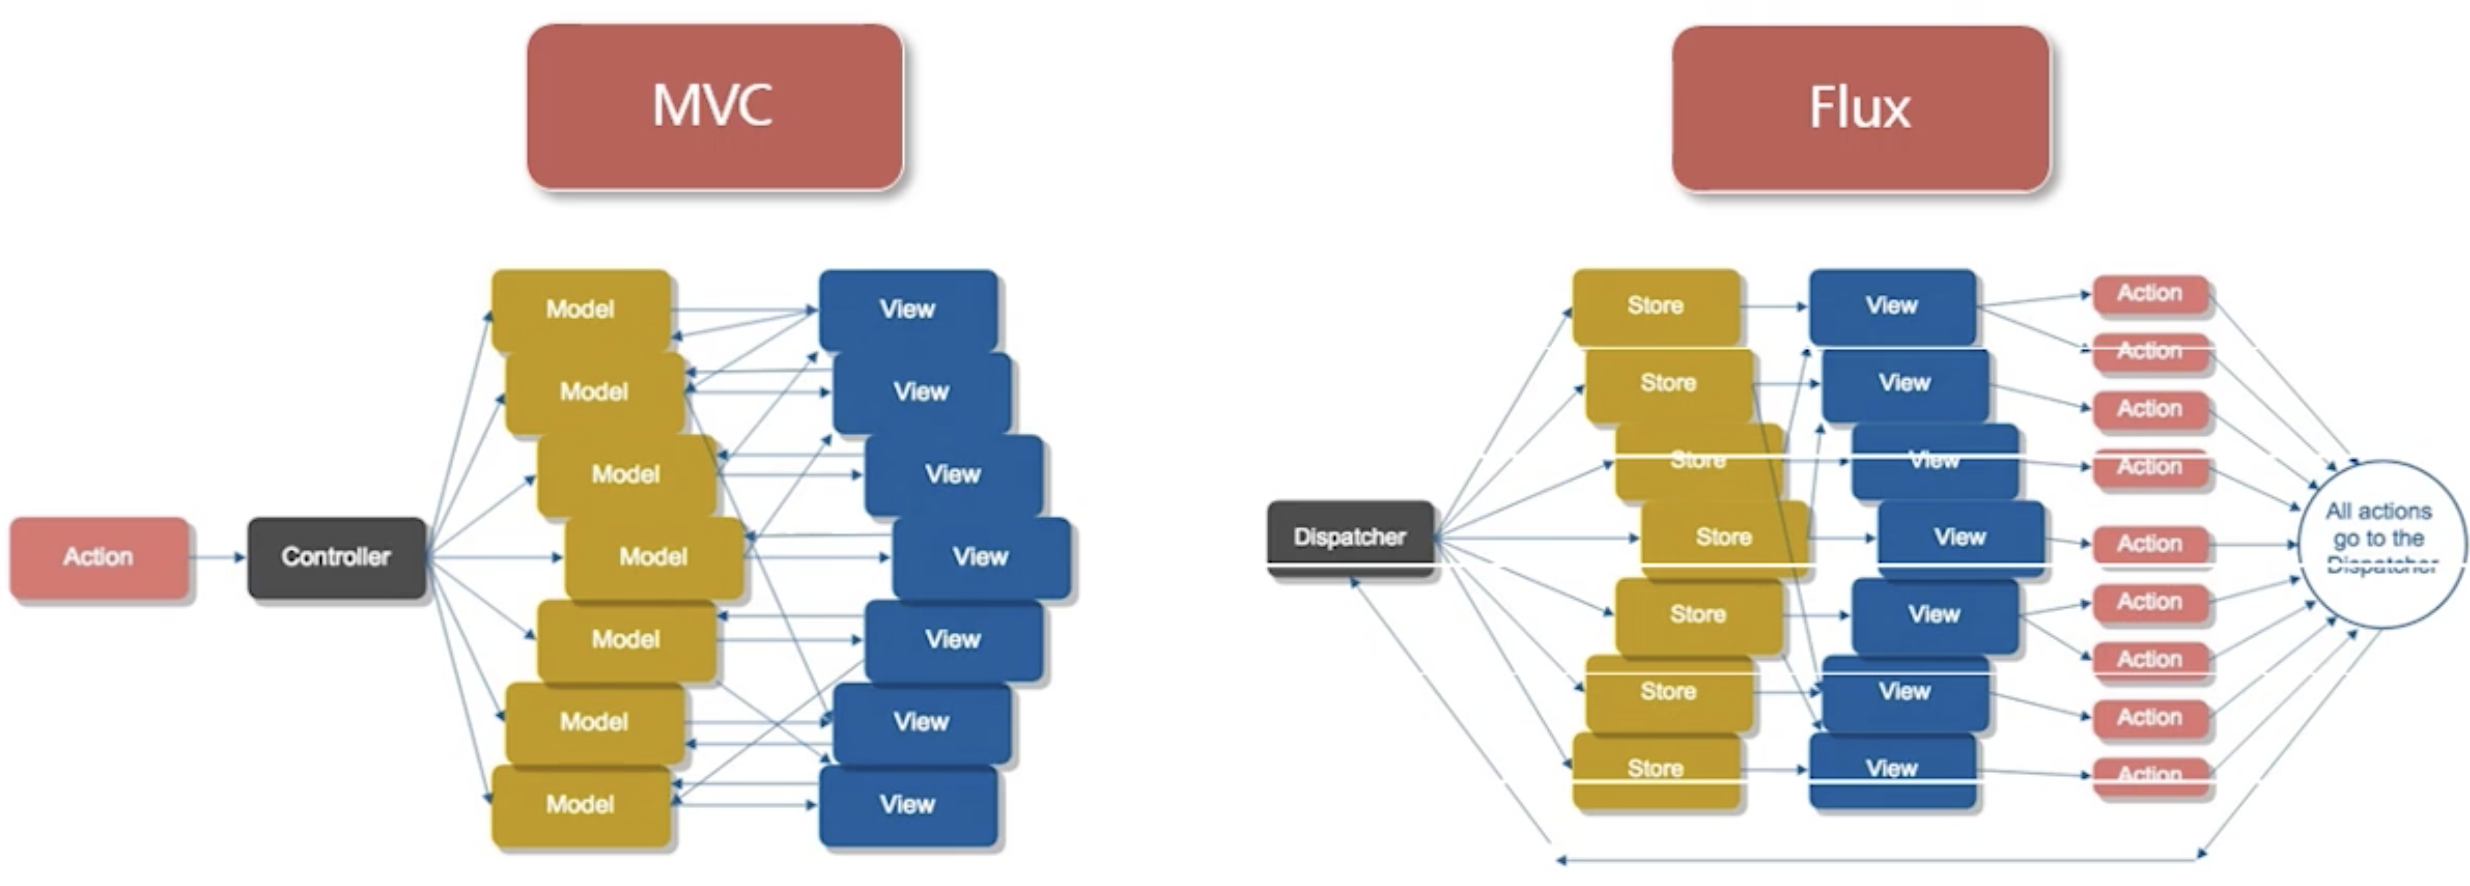 MVC
Flux
Action
Controller
Model
Model
Model
Model
Model
Model
Model
View
View
View
View
View
View
View
Dispatcher
Store
Store
Store
Store
Store
Store
Store
View
View
View
View
View
View
View
Action
Action
Action
Action
Action
Action
Action
Action
Action
All actions
go to the
Dispatcher